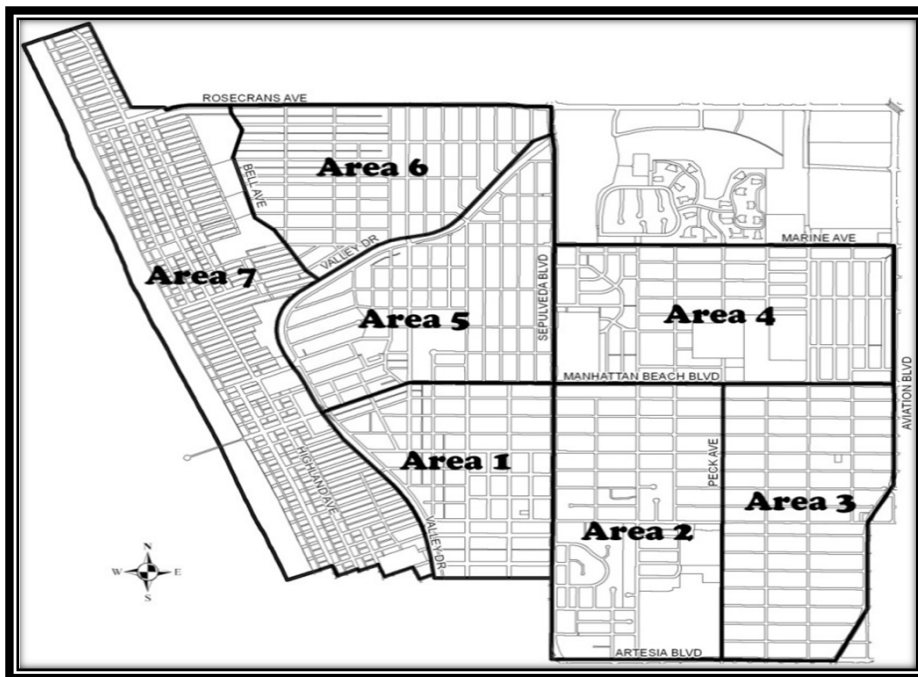 ROSECRANS AVE
BELL AVE
Area 6
VALLEY DR
MARINE AVE
Area 7
SEPULVEDA BLVD
Area 5
Area 4
MANHATTAN BEACH BLVD
AVIATION BLVD
HIGHLAND AVE
Area 1
PECK AVE
Area 3
VALLEY DR
Area 2
N
W E
S
ARTESIA BLVD